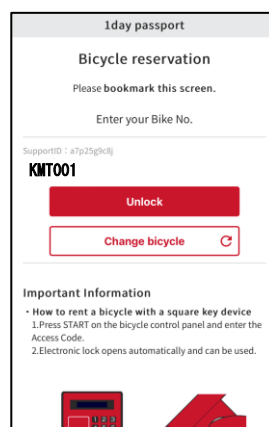 1day passport
Bicycle reservation
Please bookmark this screen.
Enter your Bike No.
SupportID : a7p25g9c8j
KMT001
Unlock
Change bicycle
Important Information
・How to rent a bicycle with a square key device
1.Press START on the bicycle control panel and enter the
Access Code.
2.Electronic lock opens automatically and can be used.